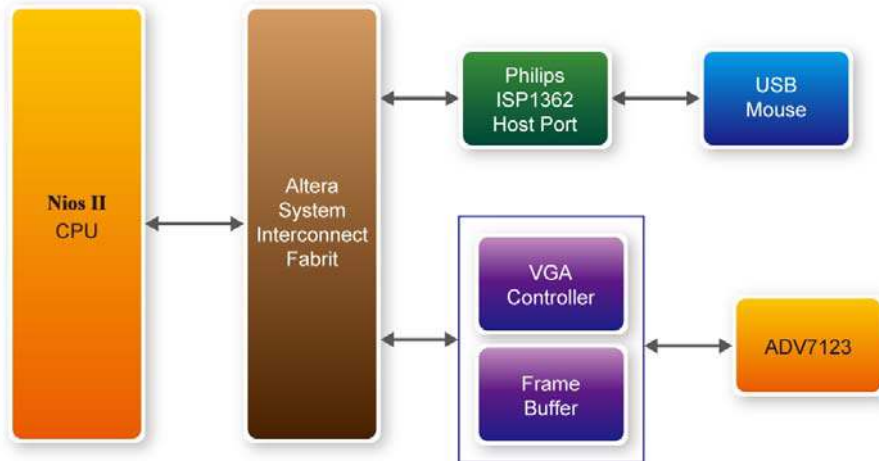 Nios II
CPU
Altera
System
Interconnect
Fabrit
Philips
ISP1362
Host Port
USB
Mouse
VGA
Controller
Frame
Buffer
ADV7123